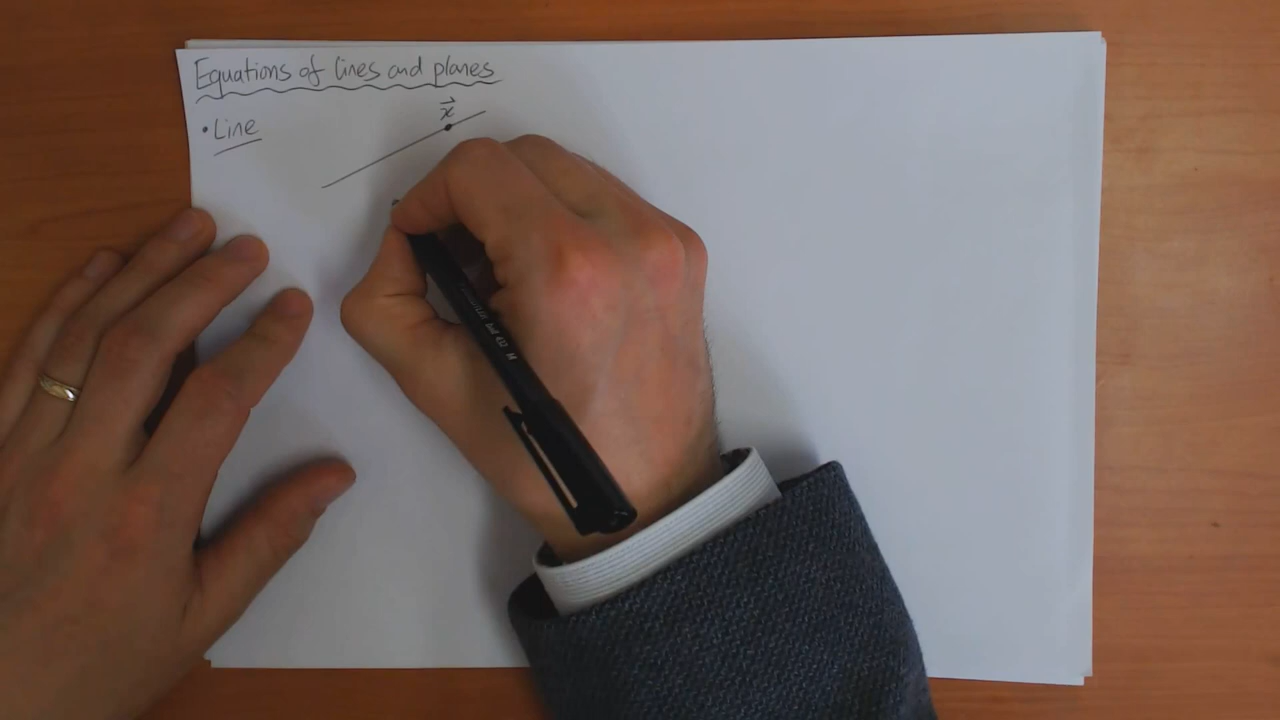 Equations of lines and planes
x⃗
• Line